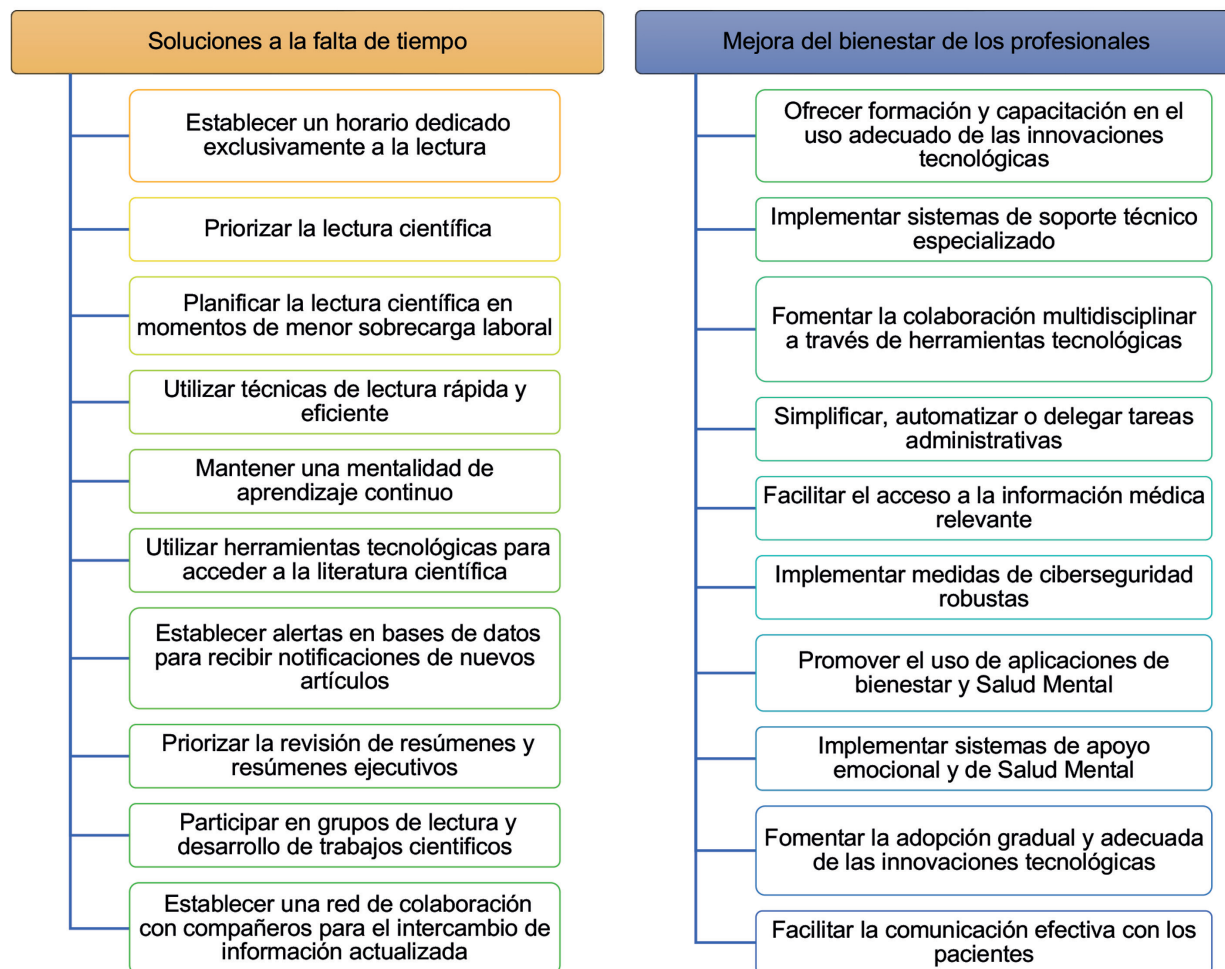 Soluciones a la falta de tiempo
Establecer un horario dedicado
exclusivamente a la lectura
Priorizar la lectura científica
Planificar la lectura científica en
momentos de menor sobrecarga laboral
Utilizar técnicas de lectura rápida y
eficiente
Mantener una mentalidad de
aprendizaje continuo
Utilizar herramientas tecnológicas para
acceder a la literatura científica
Establecer alertas en bases de datos
para recibir notificaciones de nuevos
artículos
Priorizar la revisión de resúmenes y
resúmenes ejecutivos
Participar en grupos de lectura y
desarrollo de trabajos cientificos
Establecer una red de colaboración
con compañeros para el intercambio de
información actualizada
Mejora del bienestar de los profesionales
Ofrecer formación y capacitación en el
uso adecuado de las innovaciones
tecnológicas
Implementar sistemas de soporte técnico
especializado
Fomentar la colaboración multidisciplinar
a través de herramientas tecnológicas
Simplificar, automatizar o delegar tareas
administrativas
Facilitar el acceso a la información médica
relevante
Implementar medidas de ciberseguridad
robustas
Promover el uso de aplicaciones de
bienestar y Salud Mental
Implementar sistemas de apoyo
emocional y de Salud Mental
Fomentar la adopción gradual y adecuada
de las innovaciones tecnológicas
Facilitar la comunicación efectiva con los
pacientes